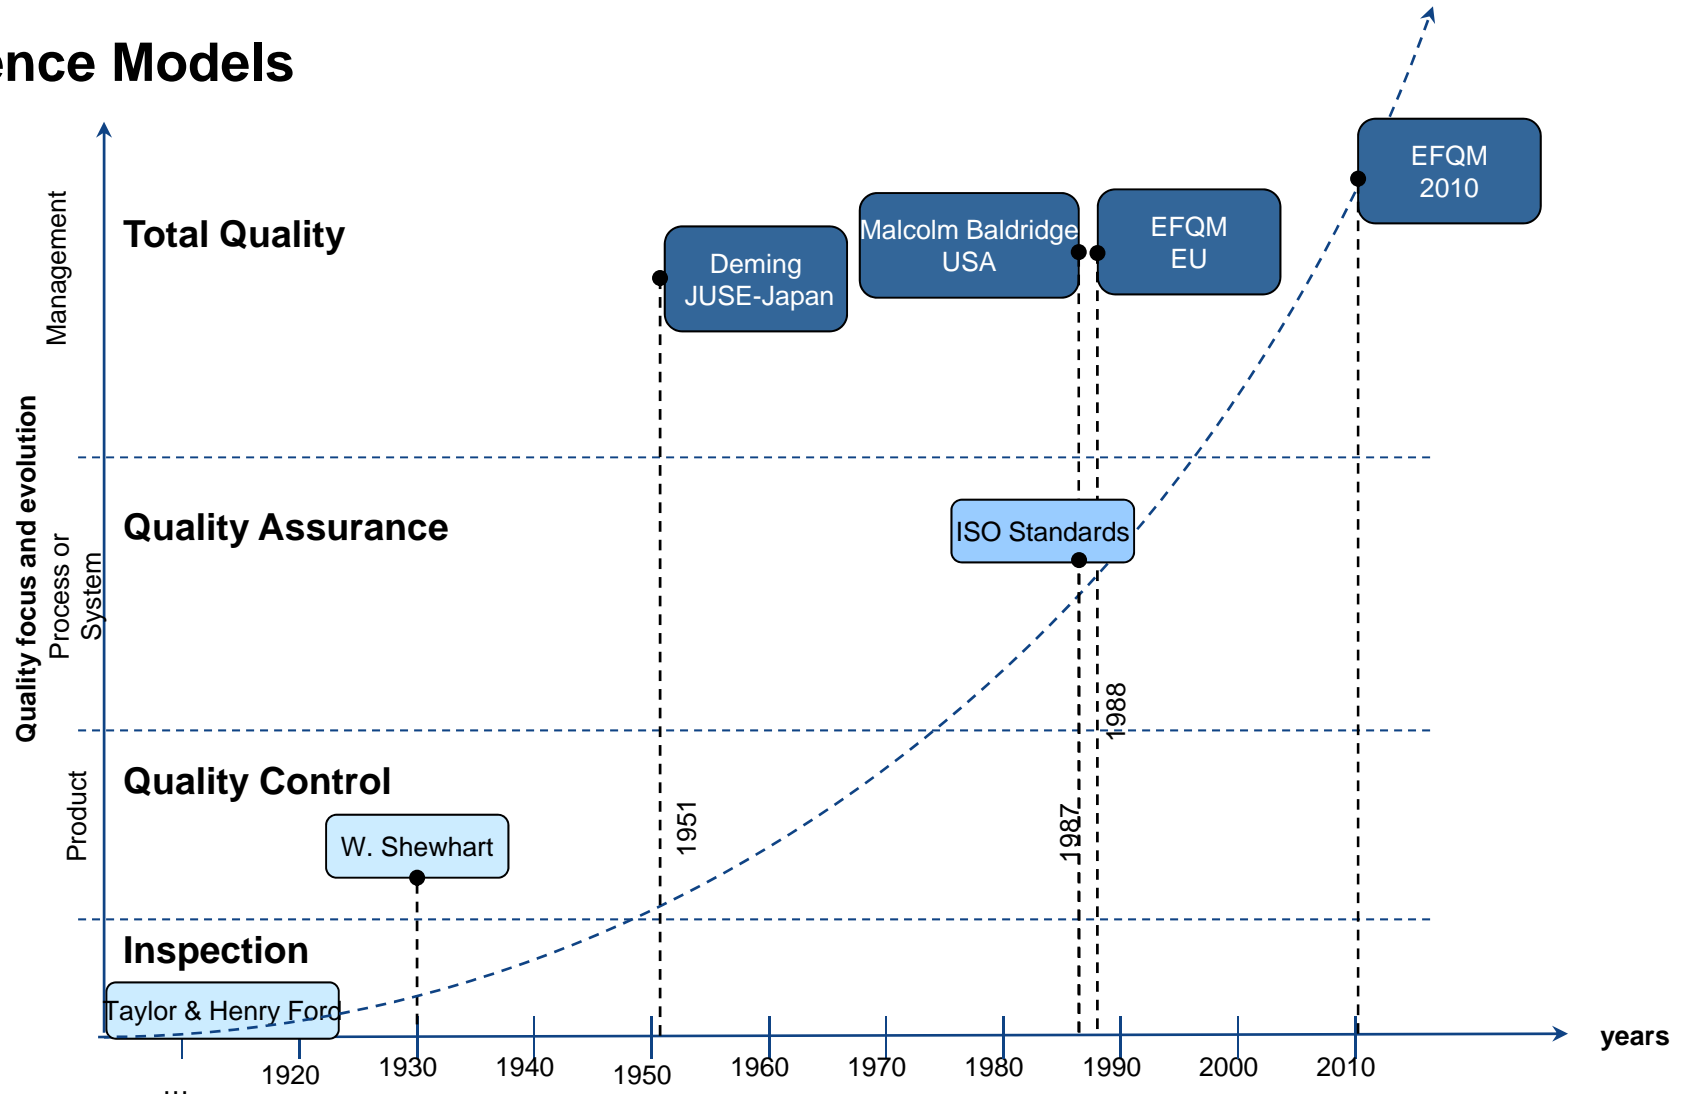 ence Models
Management
Total Quality
Deming
JUSE-Japan
Malcolm Baldridge
USA
EFQM
EU
EFQM
2010
Quality focus and evolution
Process or
System
Quality Assurance
ISO Standards
1988
Product
Quality Control
W. Shewhart
1951
1987
Inspection
Taylor & Henry Ford
years
...
1920
1930
1940
1950
1960
1970
1980
1990
2000
2010